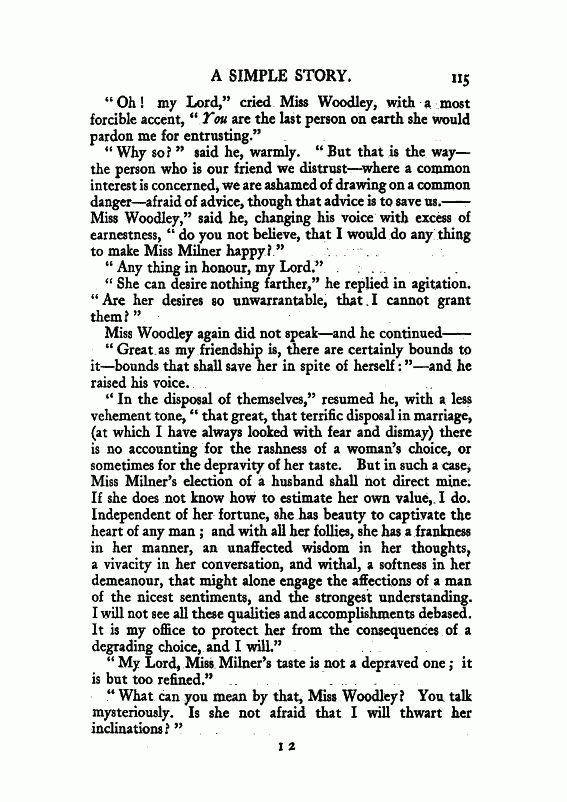 A SIMPLE STORY. 115
“ Oh ! my Lord,” cried Miss Woodley, with a most
forcible accent, “ You are the last person on earth she would
pardon me for entrusting.”
“ Why so ? ” said he, warmly. “ But that is the way—
the person who is our friend we distrust—where a common
interest is concerned, we are ashamed of drawing on a common
danger—afraid of advice, though that advice is to save us.——
Miss Woodley,” said he, changing his voice with excess of
earnestness, “ do you not believe, that I would do any thing
to make Miss Milner happy ? ”
“ Any thing in honour, my Lord.”
“ She can desire nothing farther,” he replied in agitation.
“ Are her desires so unwarrantable, that I cannot grant
them ? ”
Miss Woodley again did not speak—and he continued——
“ Great as my friendship is, there are certainly bounds to
it—bounds that shall save her in spite of herself : ”—and he
raised his voice.
“ In the disposal of themselves,” resumed he, with a less
vehement tone, “ that great, that terrific disposal in marriage,
(at which I have always looked with fear and dismay) there
is no accounting for the rashness of a woman’s choice, or
sometimes for the depravity of her taste. But in such a case,
Miss Milner’s election of a husband shall not direct mine.
If she does not know how to estimate her own value, I do.
Independent of her fortune, she has beauty to captivate the
heart of any man ; and with all her follies, she has a frankness
in her manner, an unaffected wisdom in her thoughts,
a vivacity in her conversation, and withal, a softness in her
demeanour, that might alone engage the affections of a man
of the nicest sentiments, and the strongest understanding.
I will not see all these qualities and accomplishments debased.
It is my office to protect her from the consequences of a
degrading choice, and I will.”
“ My Lord, Miss Milner’s taste is not a depraved one ; it
is but too refined.”
“ What can you mean by that, Miss Woodley ? You talk
mysteriously. Is she not afraid that I will thwart her
inclinations ? ”
I 2